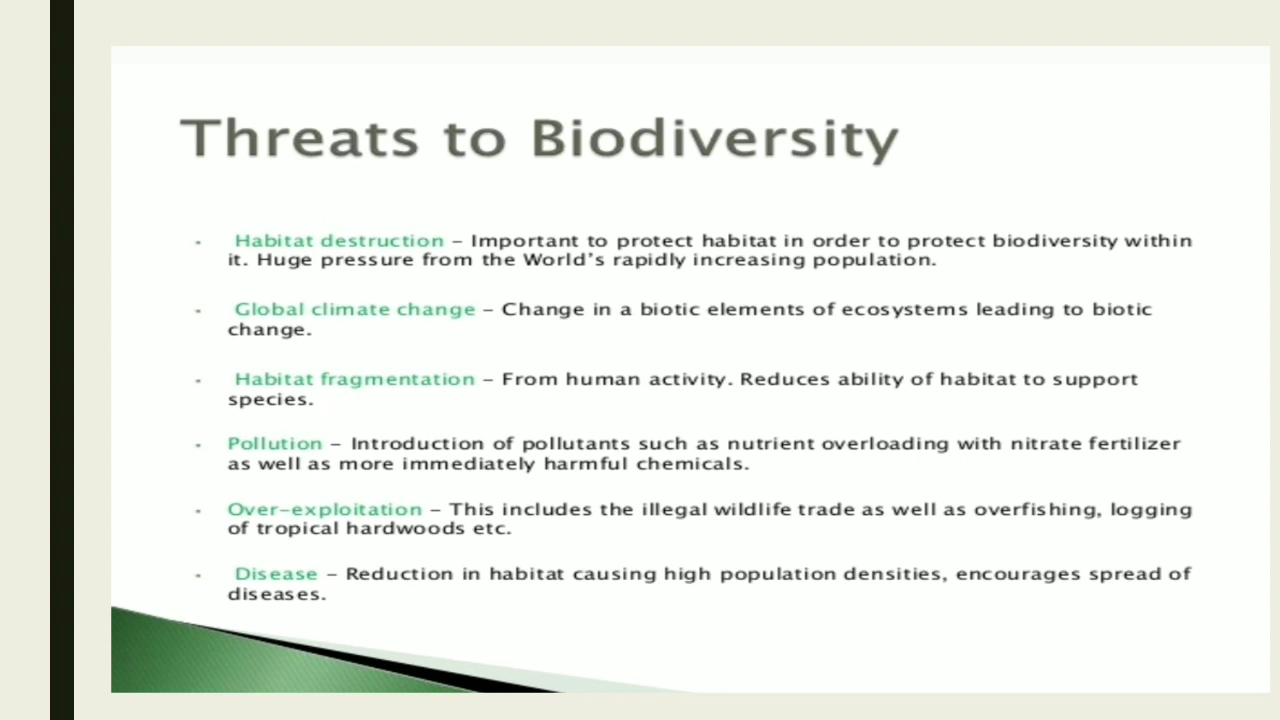 Threats to Biodiversity
- Habitat destruction – Important to protect habitat in order to protect biodiversity within
it. Huge pressure from the World's rapidly increasing population.
- Global climate change – Change in a biotic elements of ecosystems leading to biotic
change.
- Habitat fragmentation – From human activity. Reduces ability of habitat to support
species.
- Pollution – Introduction of pollutants such as nutrient overloading with nitrate fertilizer
as well as more immediately harmful chemicals.
- Over-exploitation – This includes the illegal wildlife trade as well as overfishing, logging
of tropical hardwoods etc.
- Disease – Reduction in habitat causing high population densities, encourages spread of
diseases.